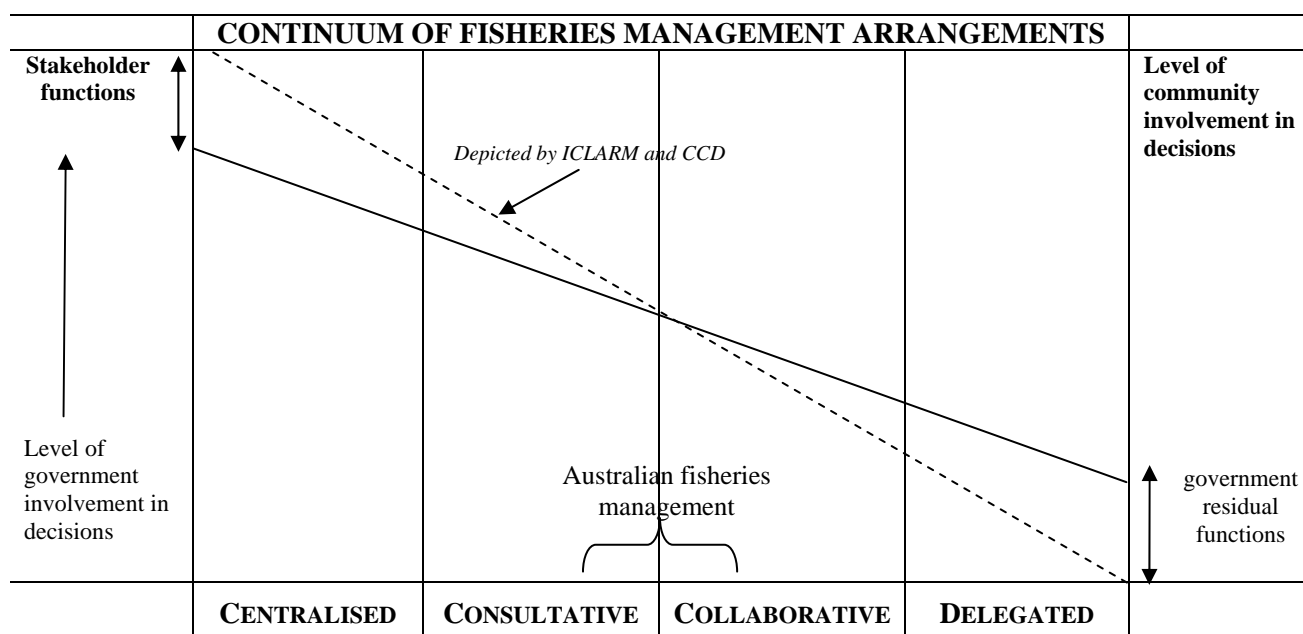 CONTINUUM OF FISHERIES MANAGEMENT ARRANGEMENTS
Stakeholder
functions
Level of
community
involvement in
decisions
Depicted by ICLARM and CCD
Level of
government
involvement in
decisions
Australian fisheries
management
government
residual
functions
CENTRALISED
CONSULTATIVE
COLLABORATIVE
DELEGATED